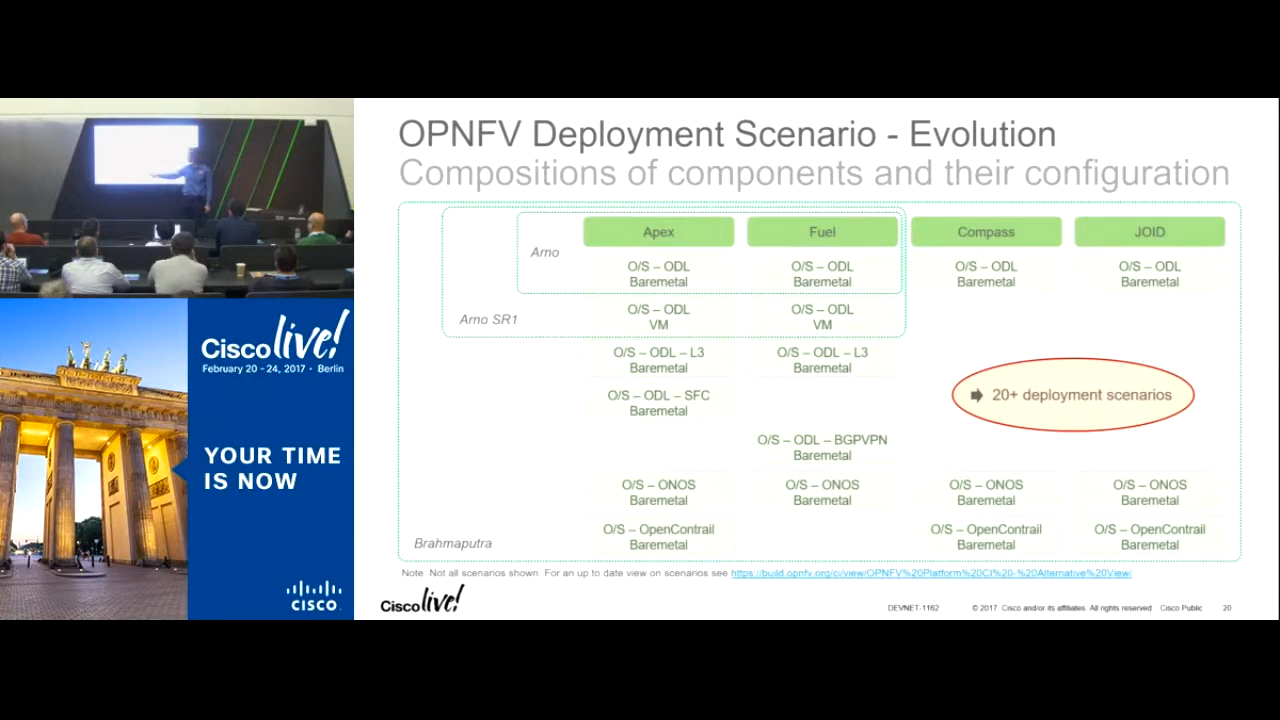 OPNFV Deployment Scenario - Evolution
Compositions of components and their configuration
Arno
Apex
Fuel
Compass
JOID
O/S – ODL
Baremetal
O/S – ODL
Baremetal
O/S – ODL
Baremetal
O/S – ODL
Baremetal
Arno SR1
O/S – ODL
VM
O/S – ODL
VM
O/S – ODL – L3
Baremetal
O/S – ODL – L3
Baremetal
O/S – ODL – SFC
Baremetal
20+ deployment scenarios
O/S – ODL – BGPVPN
Baremetal
O/S – ONOS
Baremetal
O/S – ONOS
Baremetal
O/S – ONOS
Baremetal
O/S – ONOS
Baremetal
Brahmaputra
O/S – OpenContrail
Baremetal
O/S – OpenContrail
Baremetal
O/S – OpenContrail
Baremetal
Note: Not all scenarios shown. For an up to date view on scenarios see https://build.opnfv.org/ci/view/OPNFV%20Platform%20CI%20-%20Alternative%20View/
Cisco live!
DEVNET-1162 © 2017 Cisco and/or its affiliates. All rights reserved. Cisco Public 20
Cisco live!
February 20 - 24, 2017 · Berlin
YOUR TIME
IS NOW
CISCO